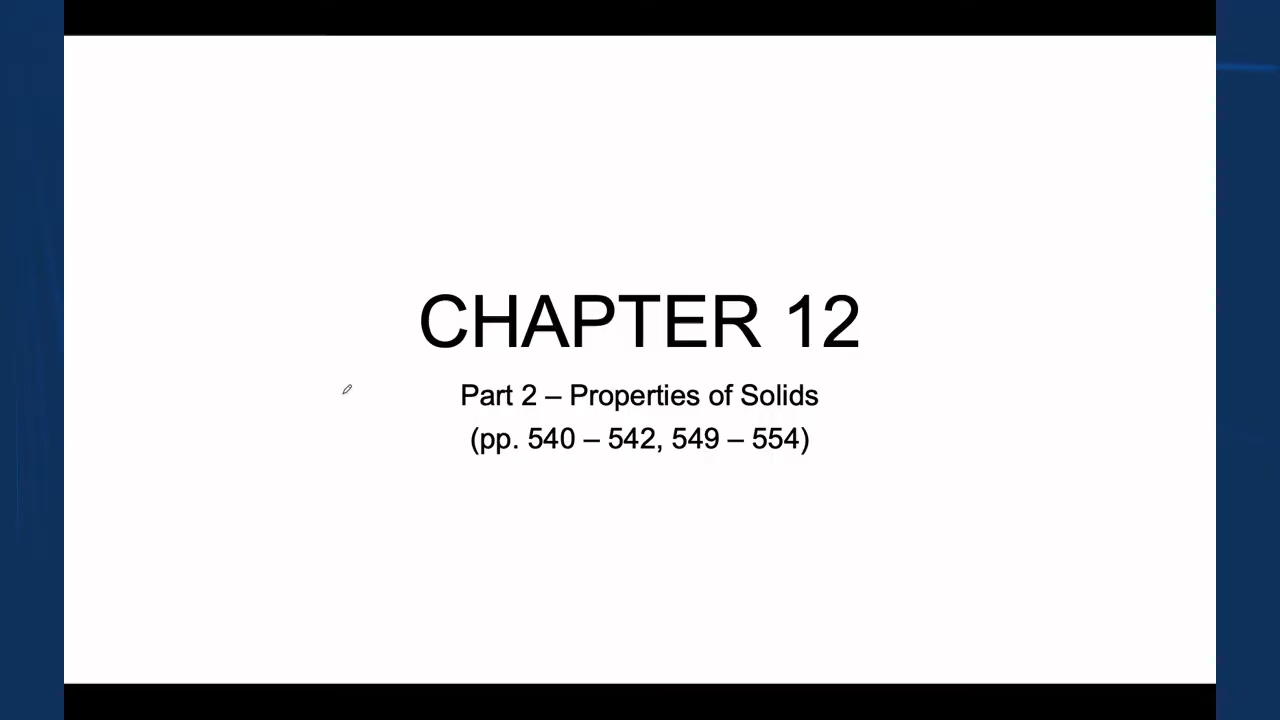 CHAPTER 12
Part 2 – Properties of Solids
(pp. 540 – 542, 549 – 554)